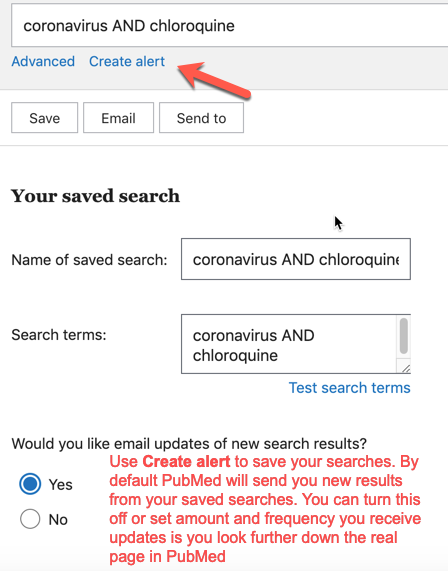 coronavirus AND chloroquine
Advanced Create alert
Save Email Send to
Your saved search
Name of saved search: coronavirus AND chloroquine
Search terms: coronavirus AND
chloroquine
Test search terms
Would you like email updates of new search results?
Yes
No
Use Create alert to save your searches. By
default PubMed will send you new results
from your saved searches. You can turn this
off or set amount and frequency you receive
updates is you look further down the real
page in PubMed